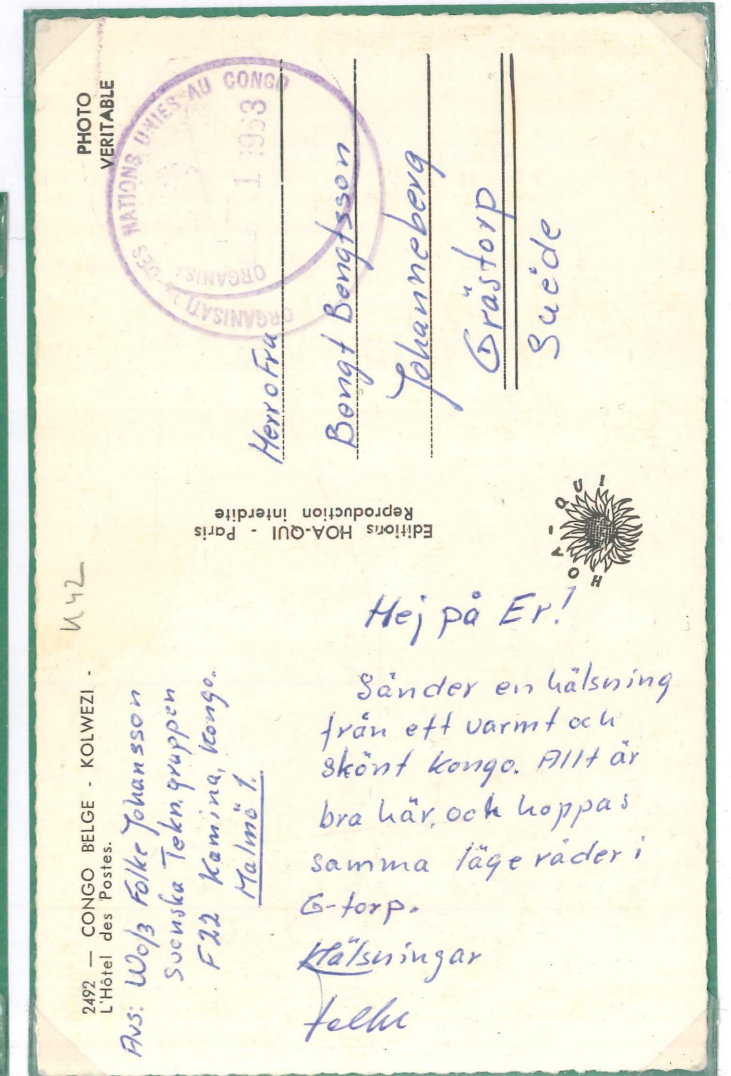 2492 — CONGO BELGE - KOLWEZI -
L'Hôtel des Postes.
K42
Avs: Wo/3 Folke Johansson
Svenska Tekn.gruppen
F22 Kamina, Kongo.
Malmö 1.
Hej på Er!
Sänder en hälsning
från ett varmt och
skönt Kongo. Allt är
bra här, och hoppas
samma läge råder i
G-torp.
Hälsningar
Folke
Editions HOA-QUI - Paris
Reproduction interdite
HOA-QUI
PHOTO
VERITABLE
ORGANISATION DES NATIONS UNIES AU CONGO
1 1963
ORGANISA
Herr o Fru
Bengt Bengtsson
Johanneberg
Grästorp
Suède